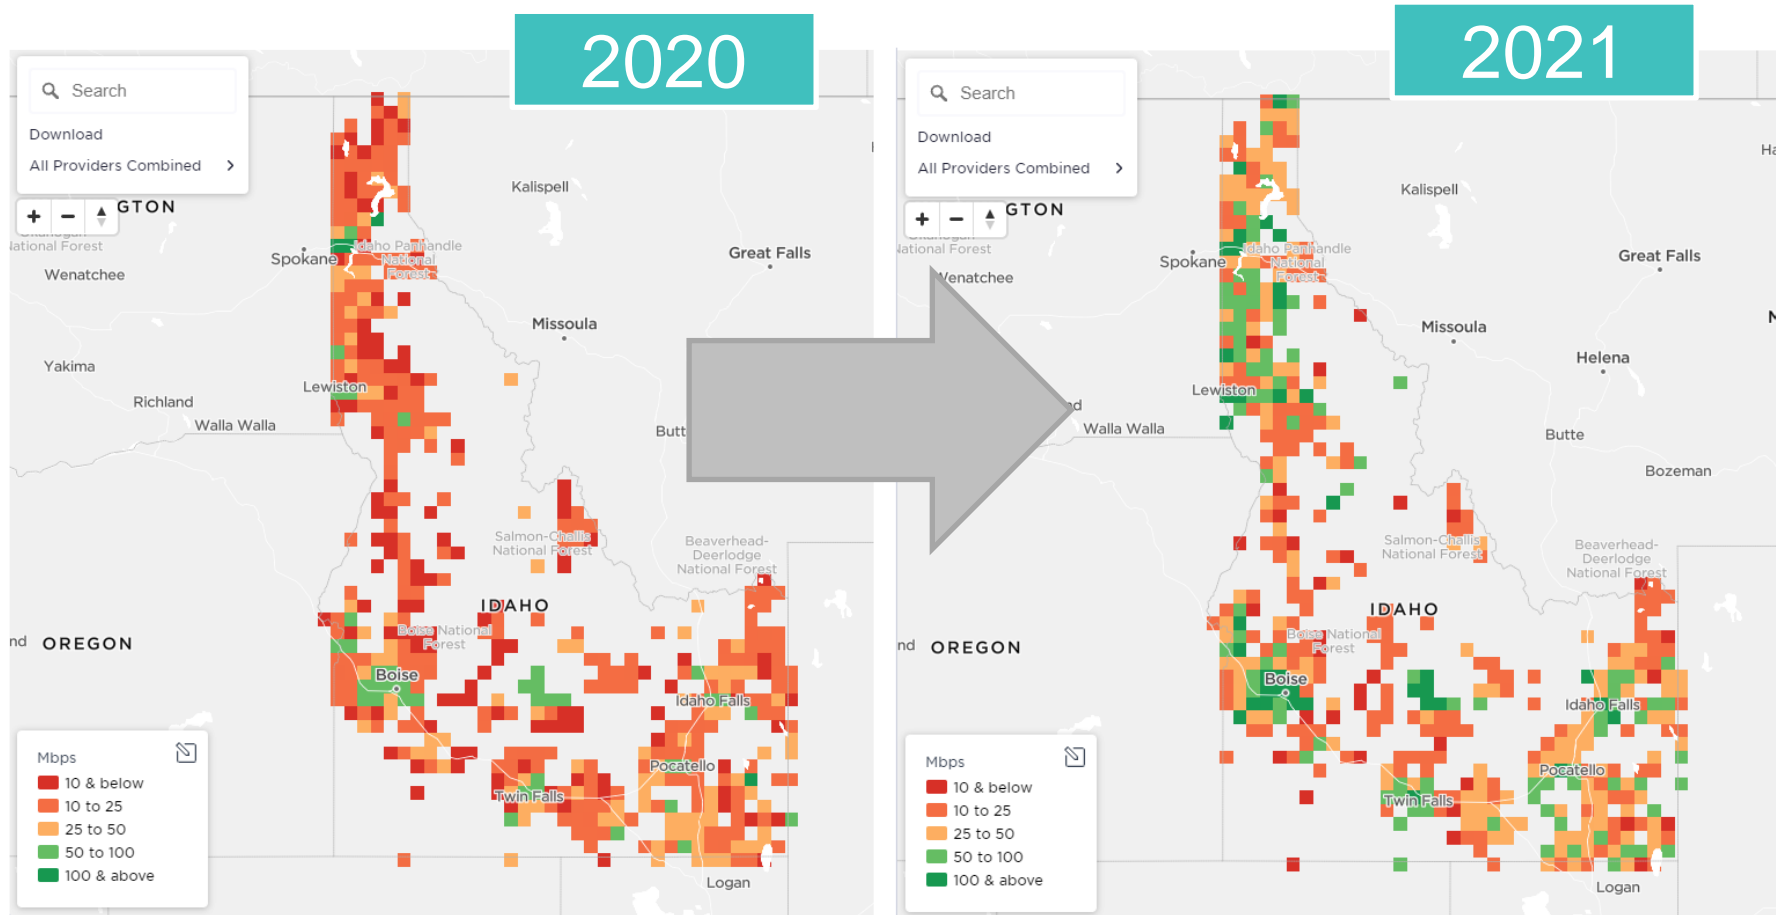 2020
Search
Download
All Providers Combined
GTON
National Forest
Wenatchee
Spokane
Idaho Panhandle
National
Forest
Kalispell
Great Falls
Missoula
Yakima
Lewiston
Richland
Walla Walla
Butt
Salmon-Challis
National Forest
Beaverhead-
Deerlodge
National Forest
IDAHO
nd
OREGON
Boise National
Forest
Boise
Idaho Falls
Pocatello
Twin Falls
Logan
Mbps
10 & below
10 to 25
25 to 50
50 to 100
100 & above
2021
Search
Download
All Providers Combined
GTON
National Forest
Wenatchee
Spokane
Idaho Panhandle
National
Forest
Kalispell
Ha
Great Falls
Missoula
Helena
Lewiston
nd
Walla Walla
Butte
Bozeman
Salmon-Challis
National Forest
Beaverhead-
Deerlodge
National Forest
IDAHO
nd
OREGON
Boise National
Forest
Boise
Idaho Falls
Pocatello
Twin Falls
Logan
Mbps
10 & below
10 to 25
25 to 50
50 to 100
100 & above